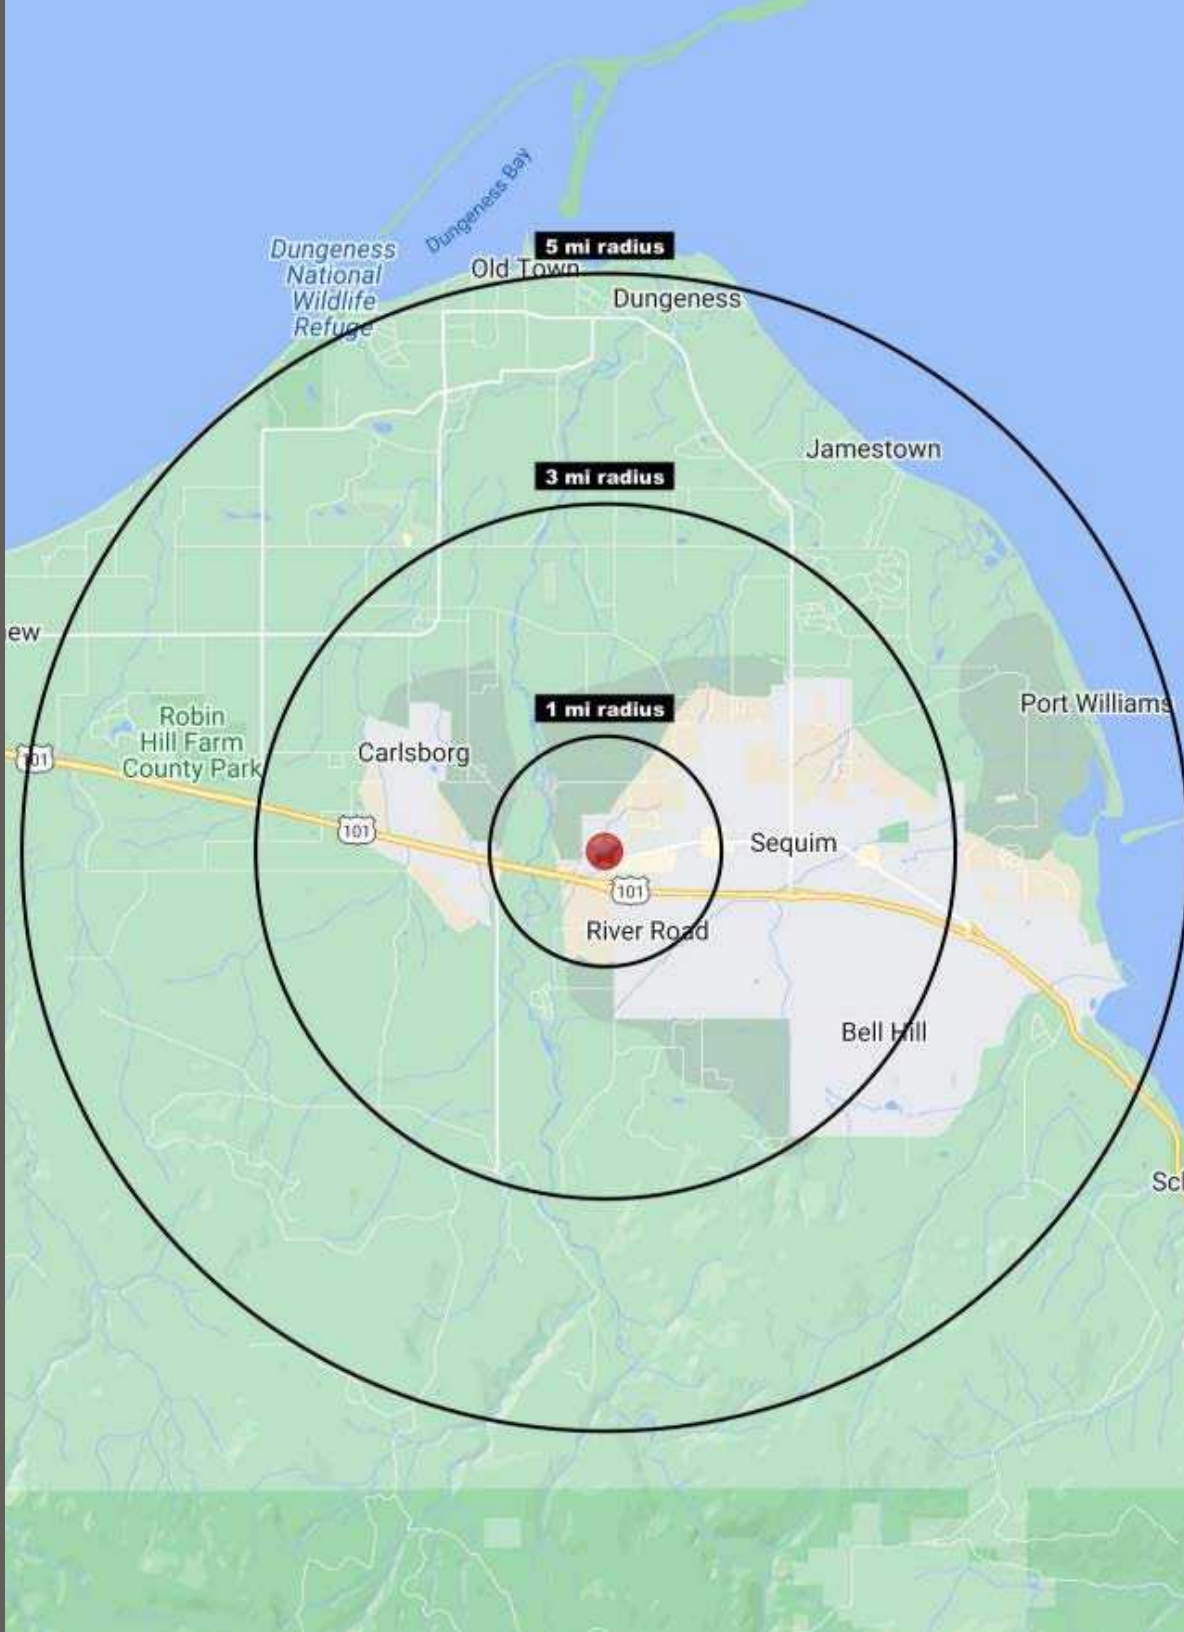 Dungeness Bay
Dungeness
National
Wildlife
Refuge
5 mi radius
Old Town
Dungeness
Jamestown
3 mi radius
ew
Port Williams
1 mi radius
Robin
Hill Farm
County Park
Carlsborg
101
101
Sequim
101
River Road
Bell Hill
Scl